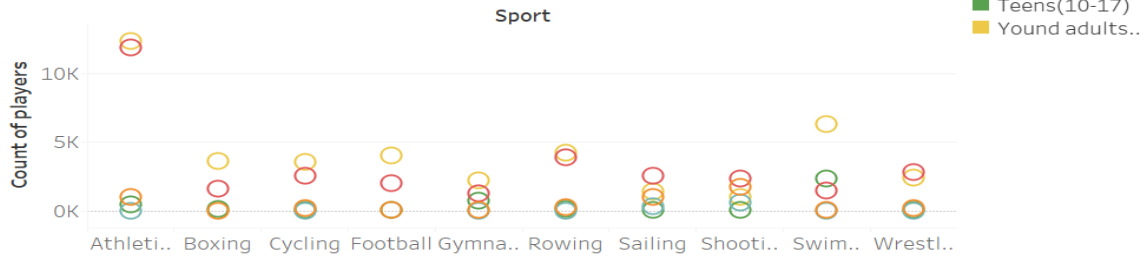 Sport
Teens(10-17)
Yound adults..
Count of players
10K
5K
0K
Athleti.. Boxing Cycling Football Gymna.. Rowing Sailing Shooti.. Swim.. Wrestl..